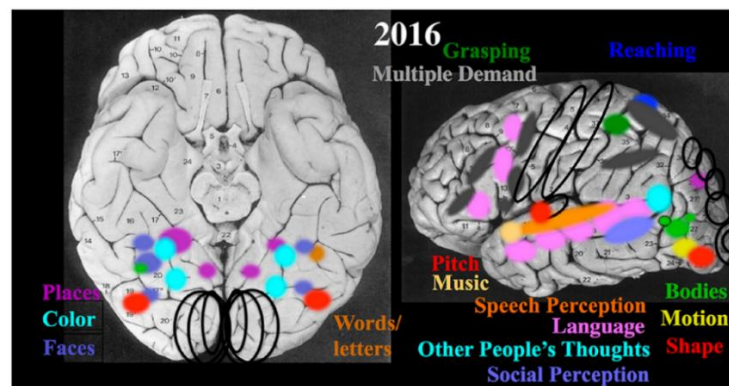 2016
Grasping
Reaching
Multiple Demand
Places
Color
Faces
Words/
letters
Pitch
Music
Speech Perception
Language
Other People's Thoughts
Social Perception
Bodies
Motion
Shape